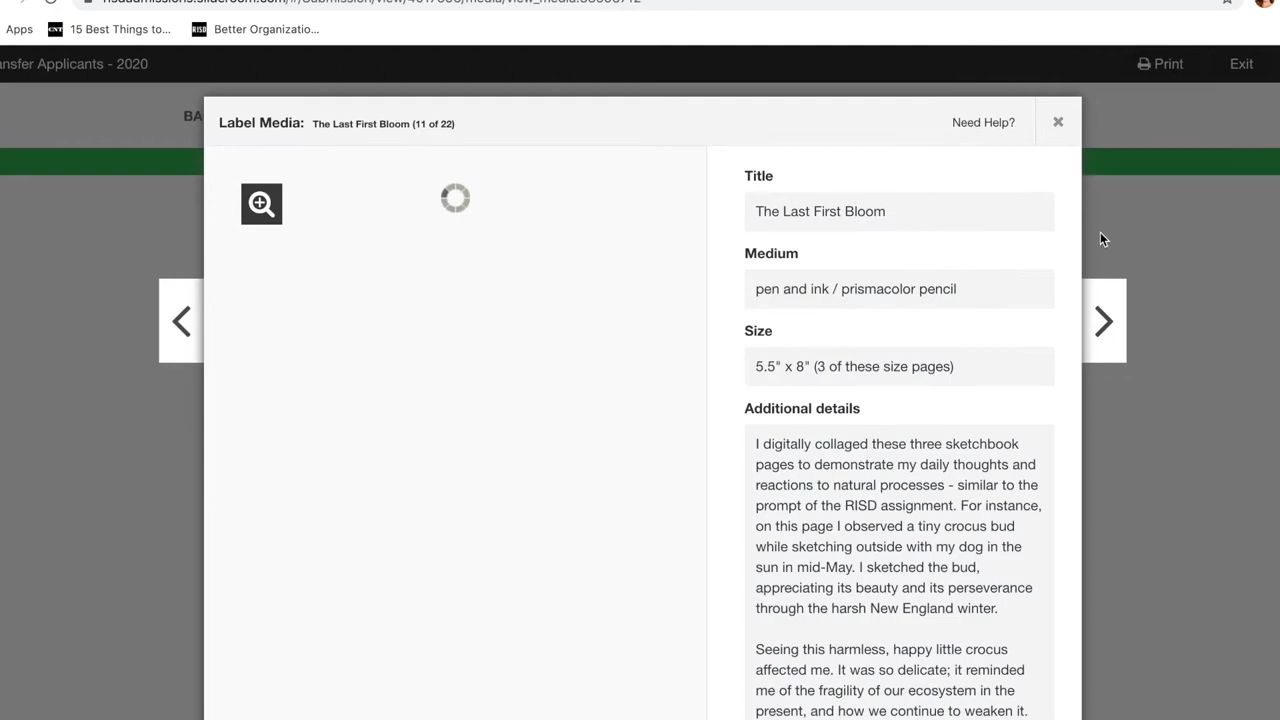 Apps
CNT
15 Best Things to...
RISD
Better Organizatio...
ansfer Applicants - 2020
Print
Exit
BA
Label Media: The Last First Bloom (11 of 22)
Need Help?
Title
The Last First Bloom
Medium
pen and ink / prismacolor pencil
Size
5.5" x 8" (3 of these size pages)
Additional details
I digitally collaged these three sketchbook
pages to demonstrate my daily thoughts and
reactions to natural processes - similar to the
prompt of the RISD assignment. For instance,
on this page I observed a tiny crocus bud
while sketching outside with my dog in the
sun in mid-May. I sketched the bud,
appreciating its beauty and its perseverance
through the harsh New England winter.
Seeing this harmless, happy little crocus
affected me. It was so delicate; it reminded
me of the fragility of our ecosystem in the
present, and how we continue to weaken it.